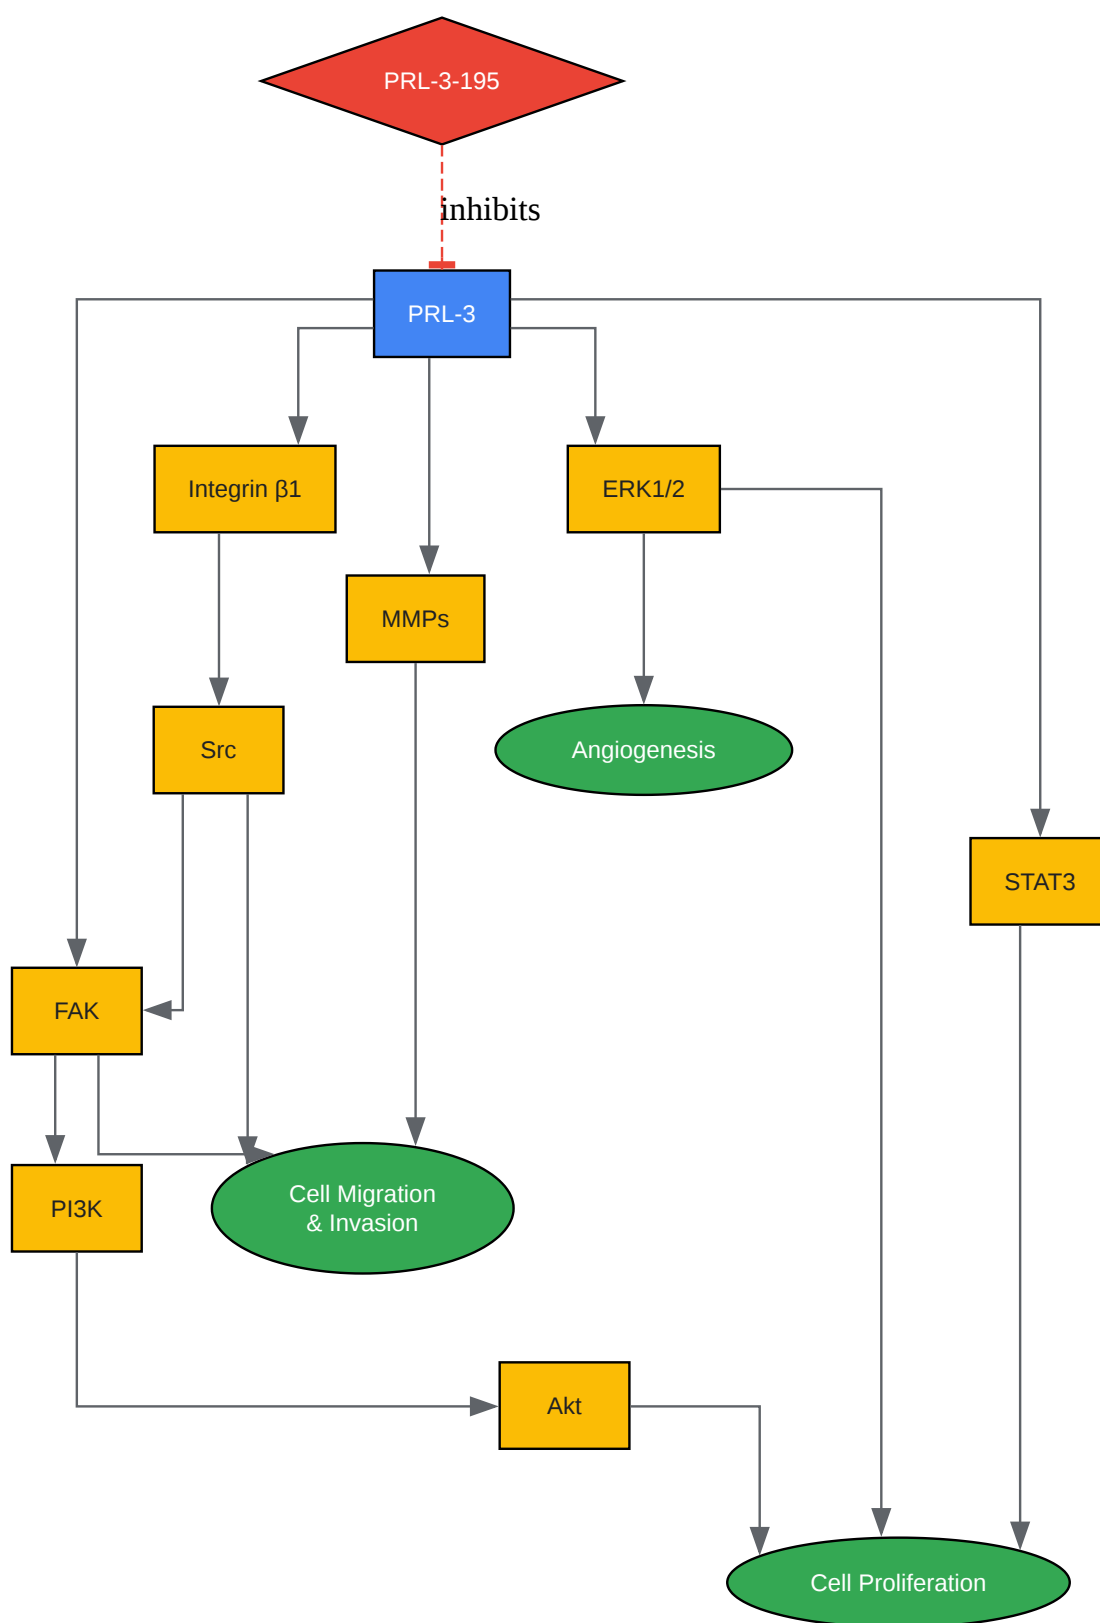 PRL-3-195
inhibits
PRL-3
Integrin β1
ERK1/2
MMPs
Src
Angiogenesis
STAT3
FAK
Cell Migration
& Invasion
PI3K
Akt
Cell Proliferation